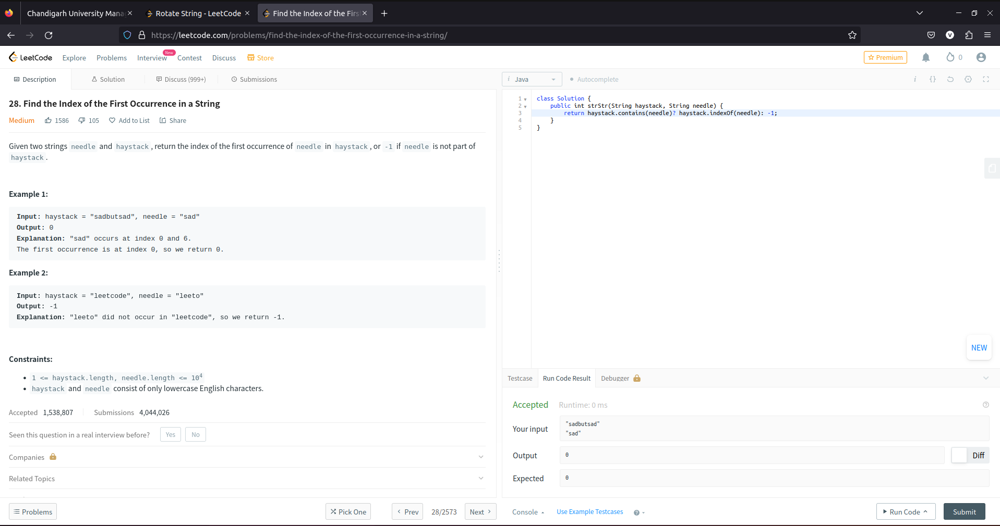 Chandigarh University Mana
Rotate String - LeetCode
Find the Index of the Firs
https://leetcode.com/problems/find-the-index-of-the-first-occurrence-in-a-string/
V
LeetCode Explore Problems Interview New Contest Discuss Store
Premium 0
Description Solution Discuss (999+) Submissions
28. Find the Index of the First Occurrence in a String
Medium 1586 105 Add to List Share
Given two strings needle and haystack , return the index of the first occurrence of needle in haystack , or -1 if needle is not part of
haystack .
Example 1:
Input: haystack = "sadbutsad", needle = "sad"
Output: 0
Explanation: "sad" occurs at index 0 and 6.
The first occurrence is at index 0, so we return 0.
Example 2:
Input: haystack = "leetcode", needle = "leeto"
Output: -1
Explanation: "leeto" did not occur in "leetcode", so we return -1.
Constraints:
• 1 <= haystack.length, needle.length <= 10⁴
• haystack and needle consist of only lowercase English characters.
Accepted 1,538,807 Submissions 4,044,026
Seen this question in a real interview before? Yes No
Companies
Related Topics
Problems Pick One Prev 28/2573 Next
i Java Autocomplete i {}
1 class Solution {
2 public int strStr(String haystack, String needle) {
3 return haystack.contains(needle)? haystack.indexOf(needle): -1;
4 }
5 }
NEW
Testcase Run Code Result Debugger
Accepted Runtime: 0 ms ?
Your input
"sadbutsad"
"sad"
Output 0 Diff
Expected 0
Console Use Example Testcases ? Run Code Submit